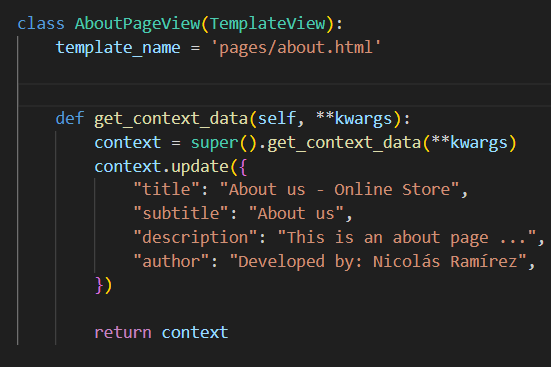 class AboutPageView(TemplateView):
    template_name = 'pages/about.html'
    def get_context_data(self, **kwargs):
        context = super().get_context_data(**kwargs)
        context.update({
            "title": "About us - Online Store",
            "subtitle": "About us",
            "description": "This is an about page ...",
            "author": "Developed by: Nicolás Ramírez",
        })
        return context